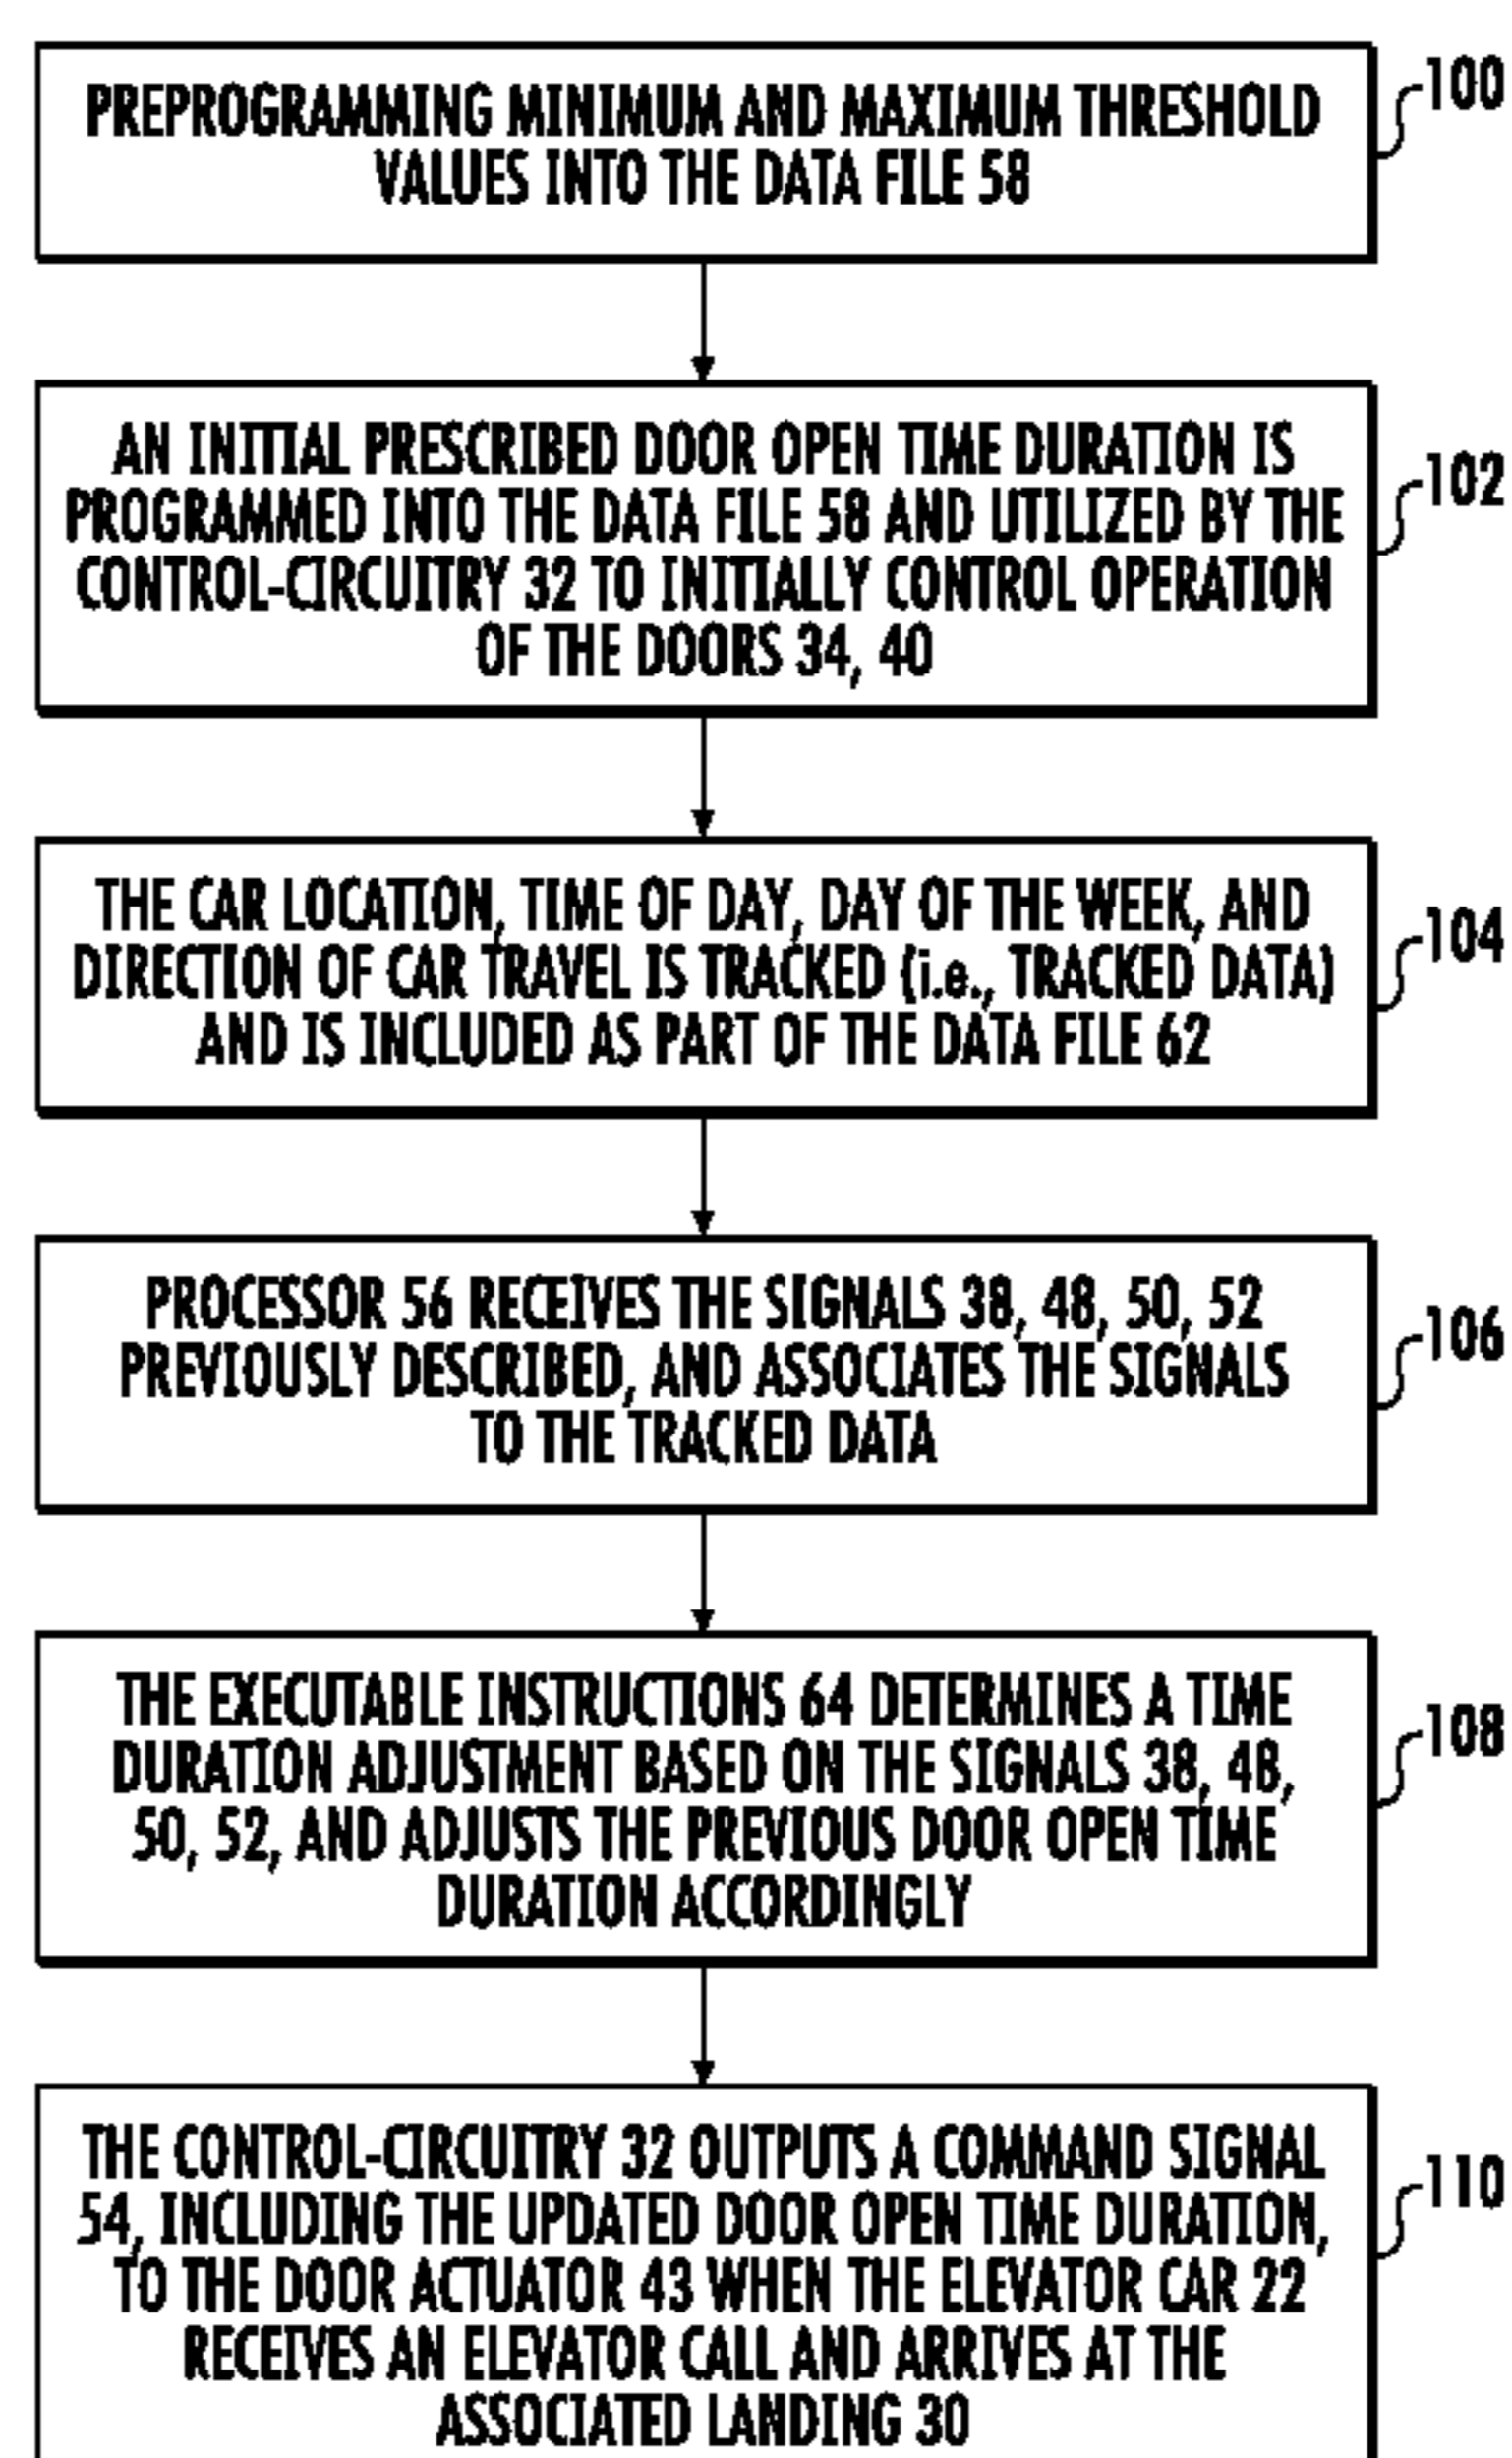 PREPROGRAMMING MINIMUM AND MAXIMUM THRESHOLD
VALUES INTO THE DATA FILE 58
100
AN INITIAL PRESCRIBED DOOR OPEN TIME DURATION IS
PROGRAMMED INTO THE DATA FILE 58 AND UTILIZED BY THE
CONTROL-CIRCUITRY 32 TO INITIALLY CONTROL OPERATION
OF THE DOORS 34, 40
102
THE CAR LOCATION, TIME OF DAY, DAY OF THE WEEK, AND
DIRECTION OF CAR TRAVEL IS TRACKED (i.e., TRACKED DATA)
AND IS INCLUDED AS PART OF THE DATA FILE 62
104
PROCESSOR 56 RECEIVES THE SIGNALS 38, 48, 50, 52
PREVIOUSLY DESCRIBED, AND ASSOCIATES THE SIGNALS
TO THE TRACKED DATA
106
THE EXECUTABLE INSTRUCTIONS 64 DETERMINES A TIME
DURATION ADJUSTMENT BASED ON THE SIGNALS 38, 48,
50, 52, AND ADJUSTS THE PREVIOUS DOOR OPEN TIME
DURATION ACCORDINGLY
108
THE CONTROL-CIRCUITRY 32 OUTPUTS A COMMAND SIGNAL
54, INCLUDING THE UPDATED DOOR OPEN TIME DURATION,
TO THE DOOR ACTUATOR 43 WHEN THE ELEVATOR CAR 22
RECEIVES AN ELEVATOR CALL AND ARRIVES AT THE
ASSOCIATED LANDING 30
110